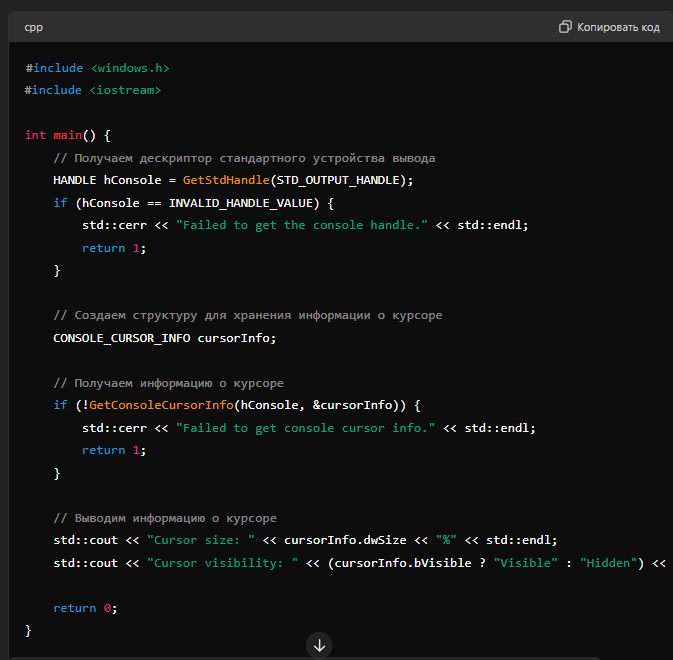 cpp
Копировать код
#include <windows.h>
#include <iostream>
int main() {
// Получаем дескриптор стандартного устройства вывода
HANDLE hConsole = GetStdHandle(STD_OUTPUT_HANDLE);
if (hConsole == INVALID_HANDLE_VALUE) {
std::cerr << "Failed to get the console handle." << std::endl;
return 1;
}
// Создаем структуру для хранения информации о курсоре
CONSOLE_CURSOR_INFO cursorInfo;
// Получаем информацию о курсоре
if (!GetConsoleCursorInfo(hConsole, &cursorInfo)) {
std::cerr << "Failed to get console cursor info." << std::endl;
return 1;
}
// Выводим информацию о курсоре
std::cout << "Cursor size: " << cursorInfo.dwSize << "%" << std::endl;
std::cout << "Cursor visibility: " << (cursorInfo.bVisible ? "Visible" : "Hidden") <<
return 0;
}